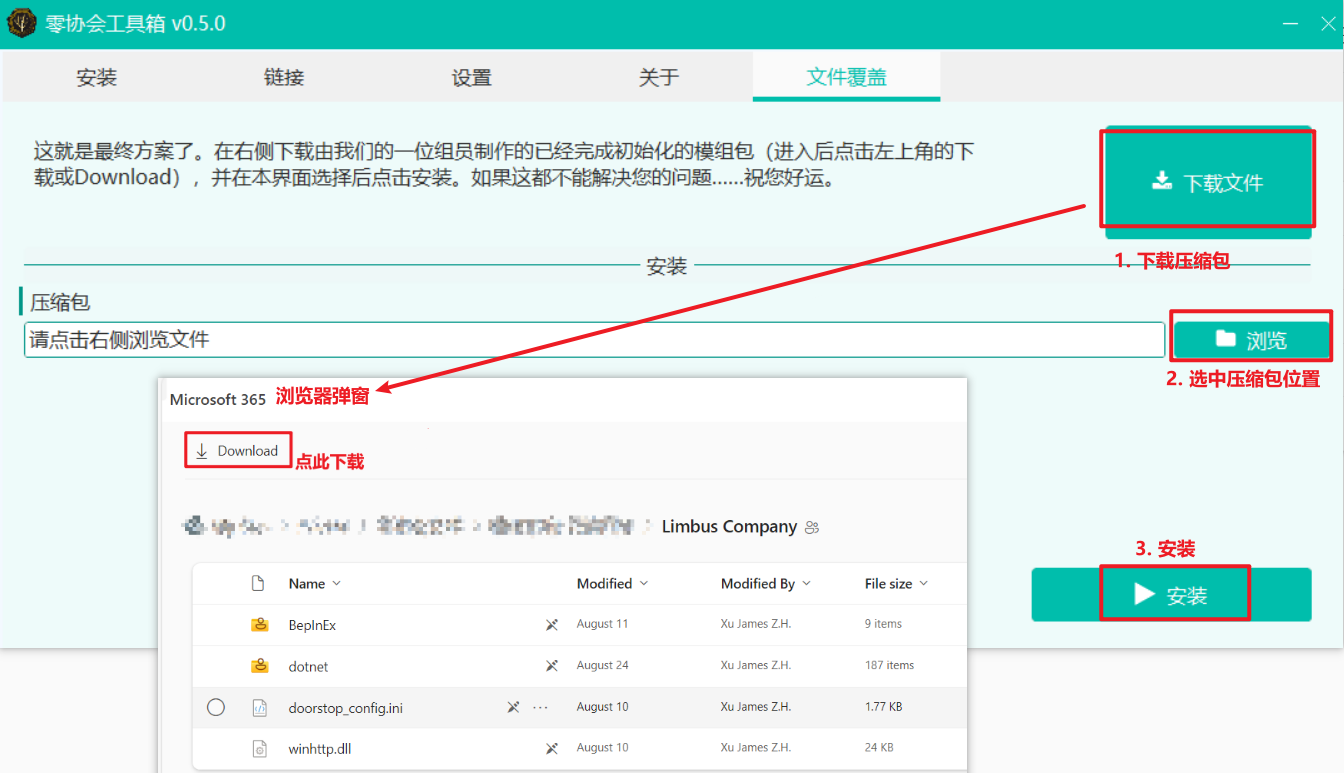 零协会工具箱 v0.5.0
安装 链接 设置 关于 文件覆盖
这就是最终方案了。在右侧下载由我们的一位组员制作的已经完成初始化的模组包（进入后点击左上角的下
载或Download），并在本界面选择后点击安装。如果这都不能解决您的问题......祝您好运。
下载文件
1. 下载压缩包
安装
压缩包
请点击右侧浏览文件
浏览
2. 选中压缩包位置
Microsoft 365 浏览器弹窗
Download
点此下载
Limbus Company
Name Modified Modified By File size
BepInEx August 11 Xu James Z.H. 9 items
dotnet August 24 Xu James Z.H. 187 items
doorstop_config.ini August 10 Xu James Z.H. 1.77 KB
winhttp.dll August 10 Xu James Z.H. 24 KB
3. 安装
安装